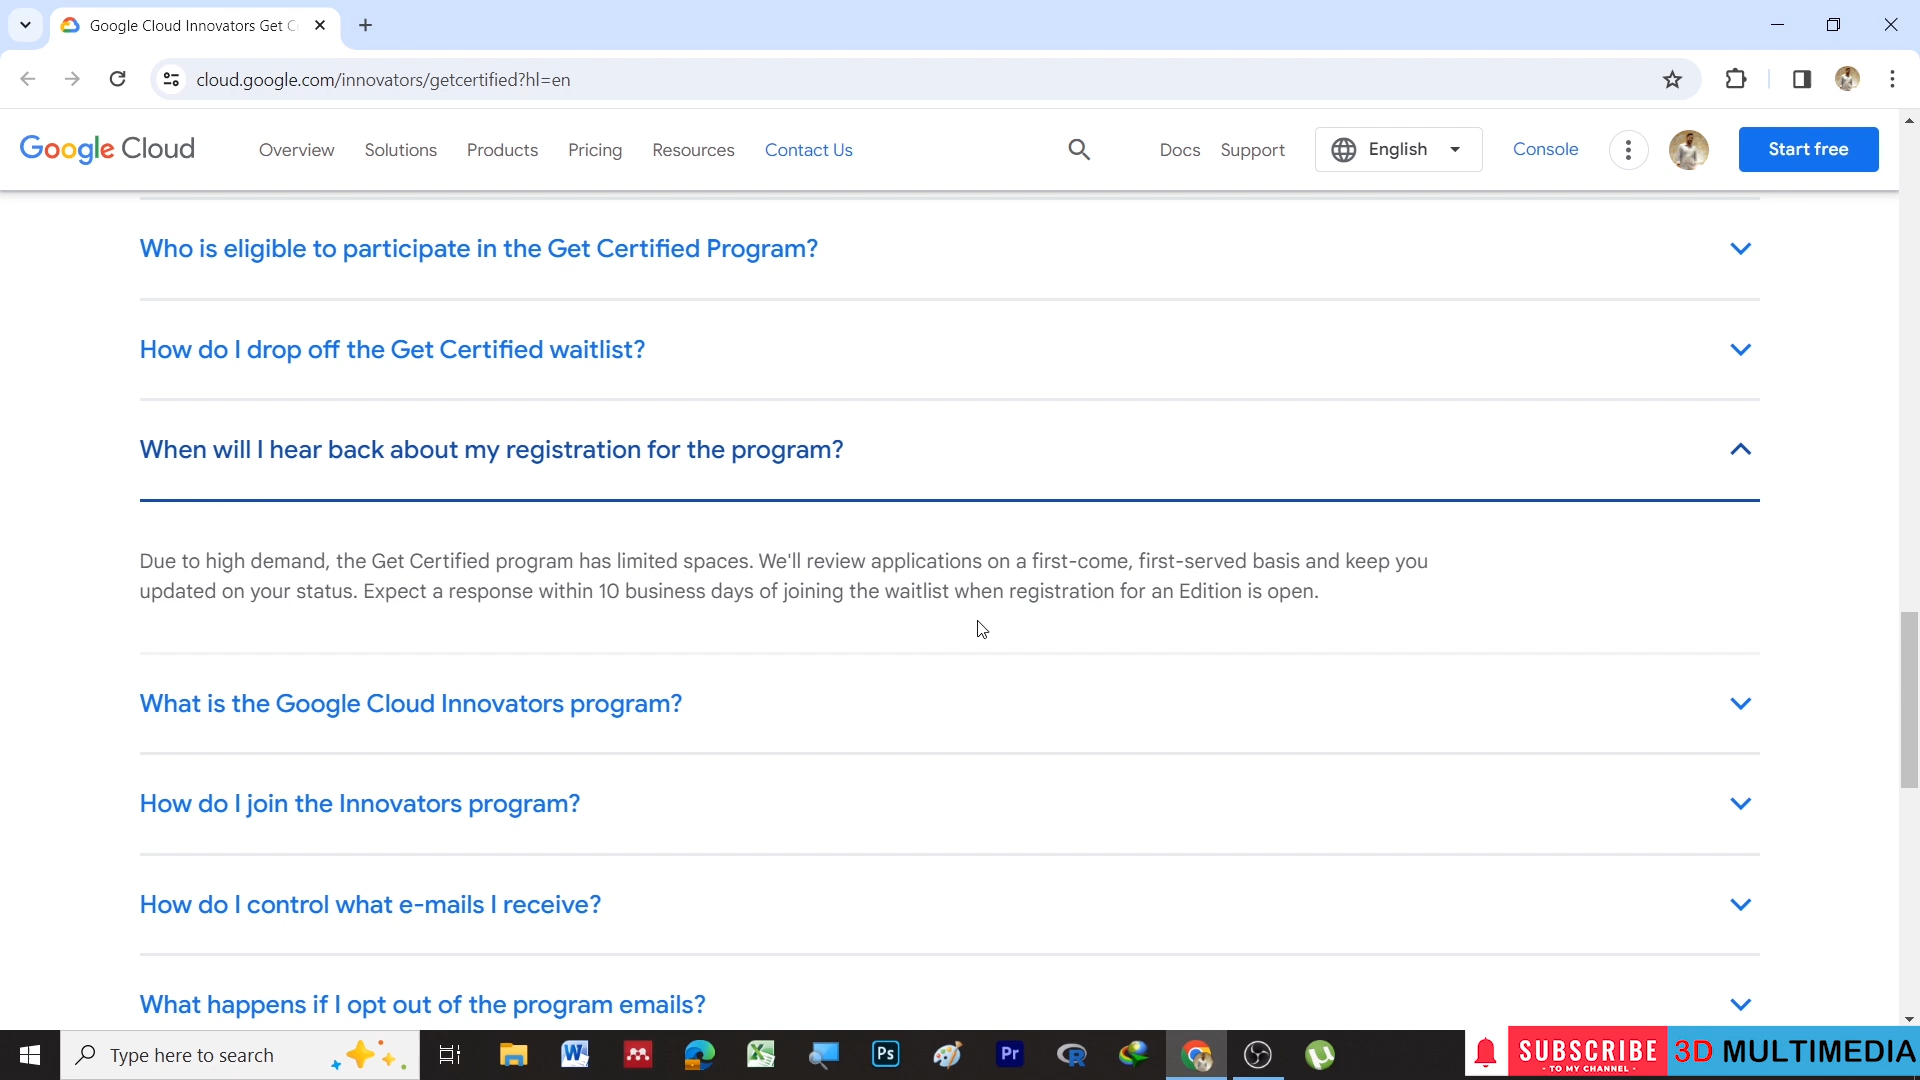 Google Cloud Innovators Get C
cloud.google.com/innovators/getcertified?hl=en
Google Cloud Overview Solutions Products Pricing Resources Contact Us Docs Support English Console Start free
Who is eligible to participate in the Get Certified Program?
How do I drop off the Get Certified waitlist?
When will I hear back about my registration for the program?
Due to high demand, the Get Certified program has limited spaces. We'll review applications on a first-come, first-served basis and keep you
updated on your status. Expect a response within 10 business days of joining the waitlist when registration for an Edition is open.
What is the Google Cloud Innovators program?
How do I join the Innovators program?
How do I control what e-mails I receive?
What happens if I opt out of the program emails?
Type here to search
Ps
Pr
SUBSCRIBE
- TO MY CHANNEL -
3D MULTIMEDIA